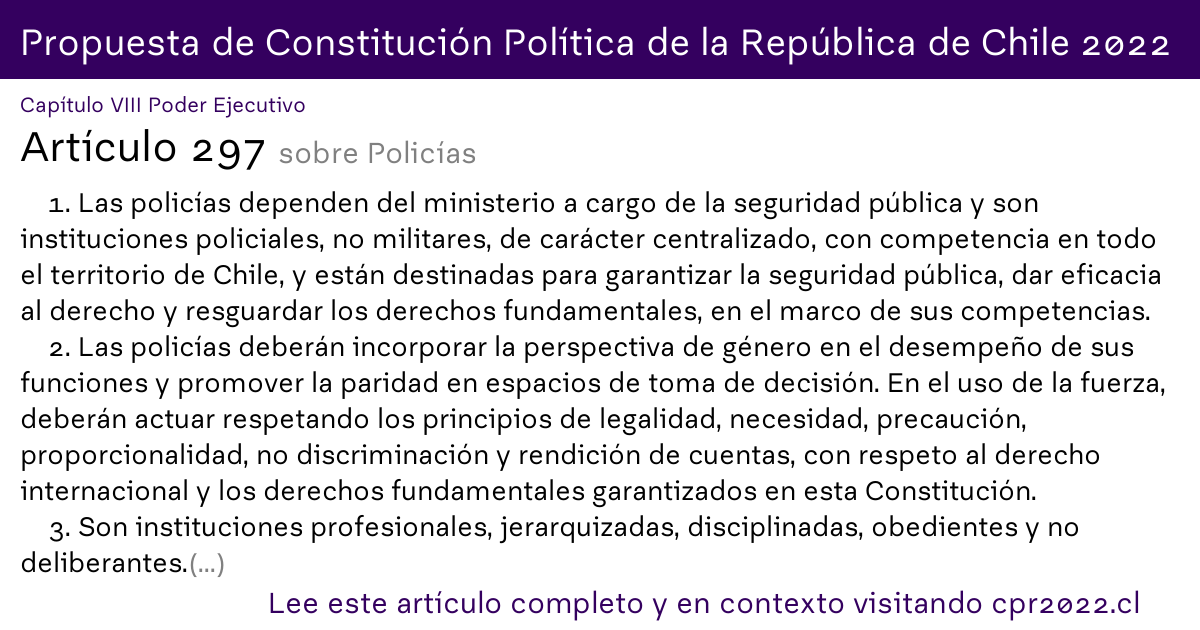 Propuesta de Constitución Política de la República de Chile 2022
Capítulo VIII Poder Ejecutivo
Artículo 297 sobre Policías
1. Las policías dependen del ministerio a cargo de la seguridad pública y son
instituciones policiales, no militares, de carácter centralizado, con competencia en todo
el territorio de Chile, y están destinadas para garantizar la seguridad pública, dar eficacia
al derecho y resguardar los derechos fundamentales, en el marco de sus competencias.
2. Las policías deberán incorporar la perspectiva de género en el desempeño de sus
funciones y promover la paridad en espacios de toma de decisión. En el uso de la fuerza,
deberán actuar respetando los principios de legalidad, necesidad, precaución,
proporcionalidad, no discriminación y rendición de cuentas, con respeto al derecho
internacional y los derechos fundamentales garantizados en esta Constitución.
3. Son instituciones profesionales, jerarquizadas, disciplinadas, obedientes y no
deliberantes.(...)
Lee este artículo completo y en contexto visitando cpr2022.cl